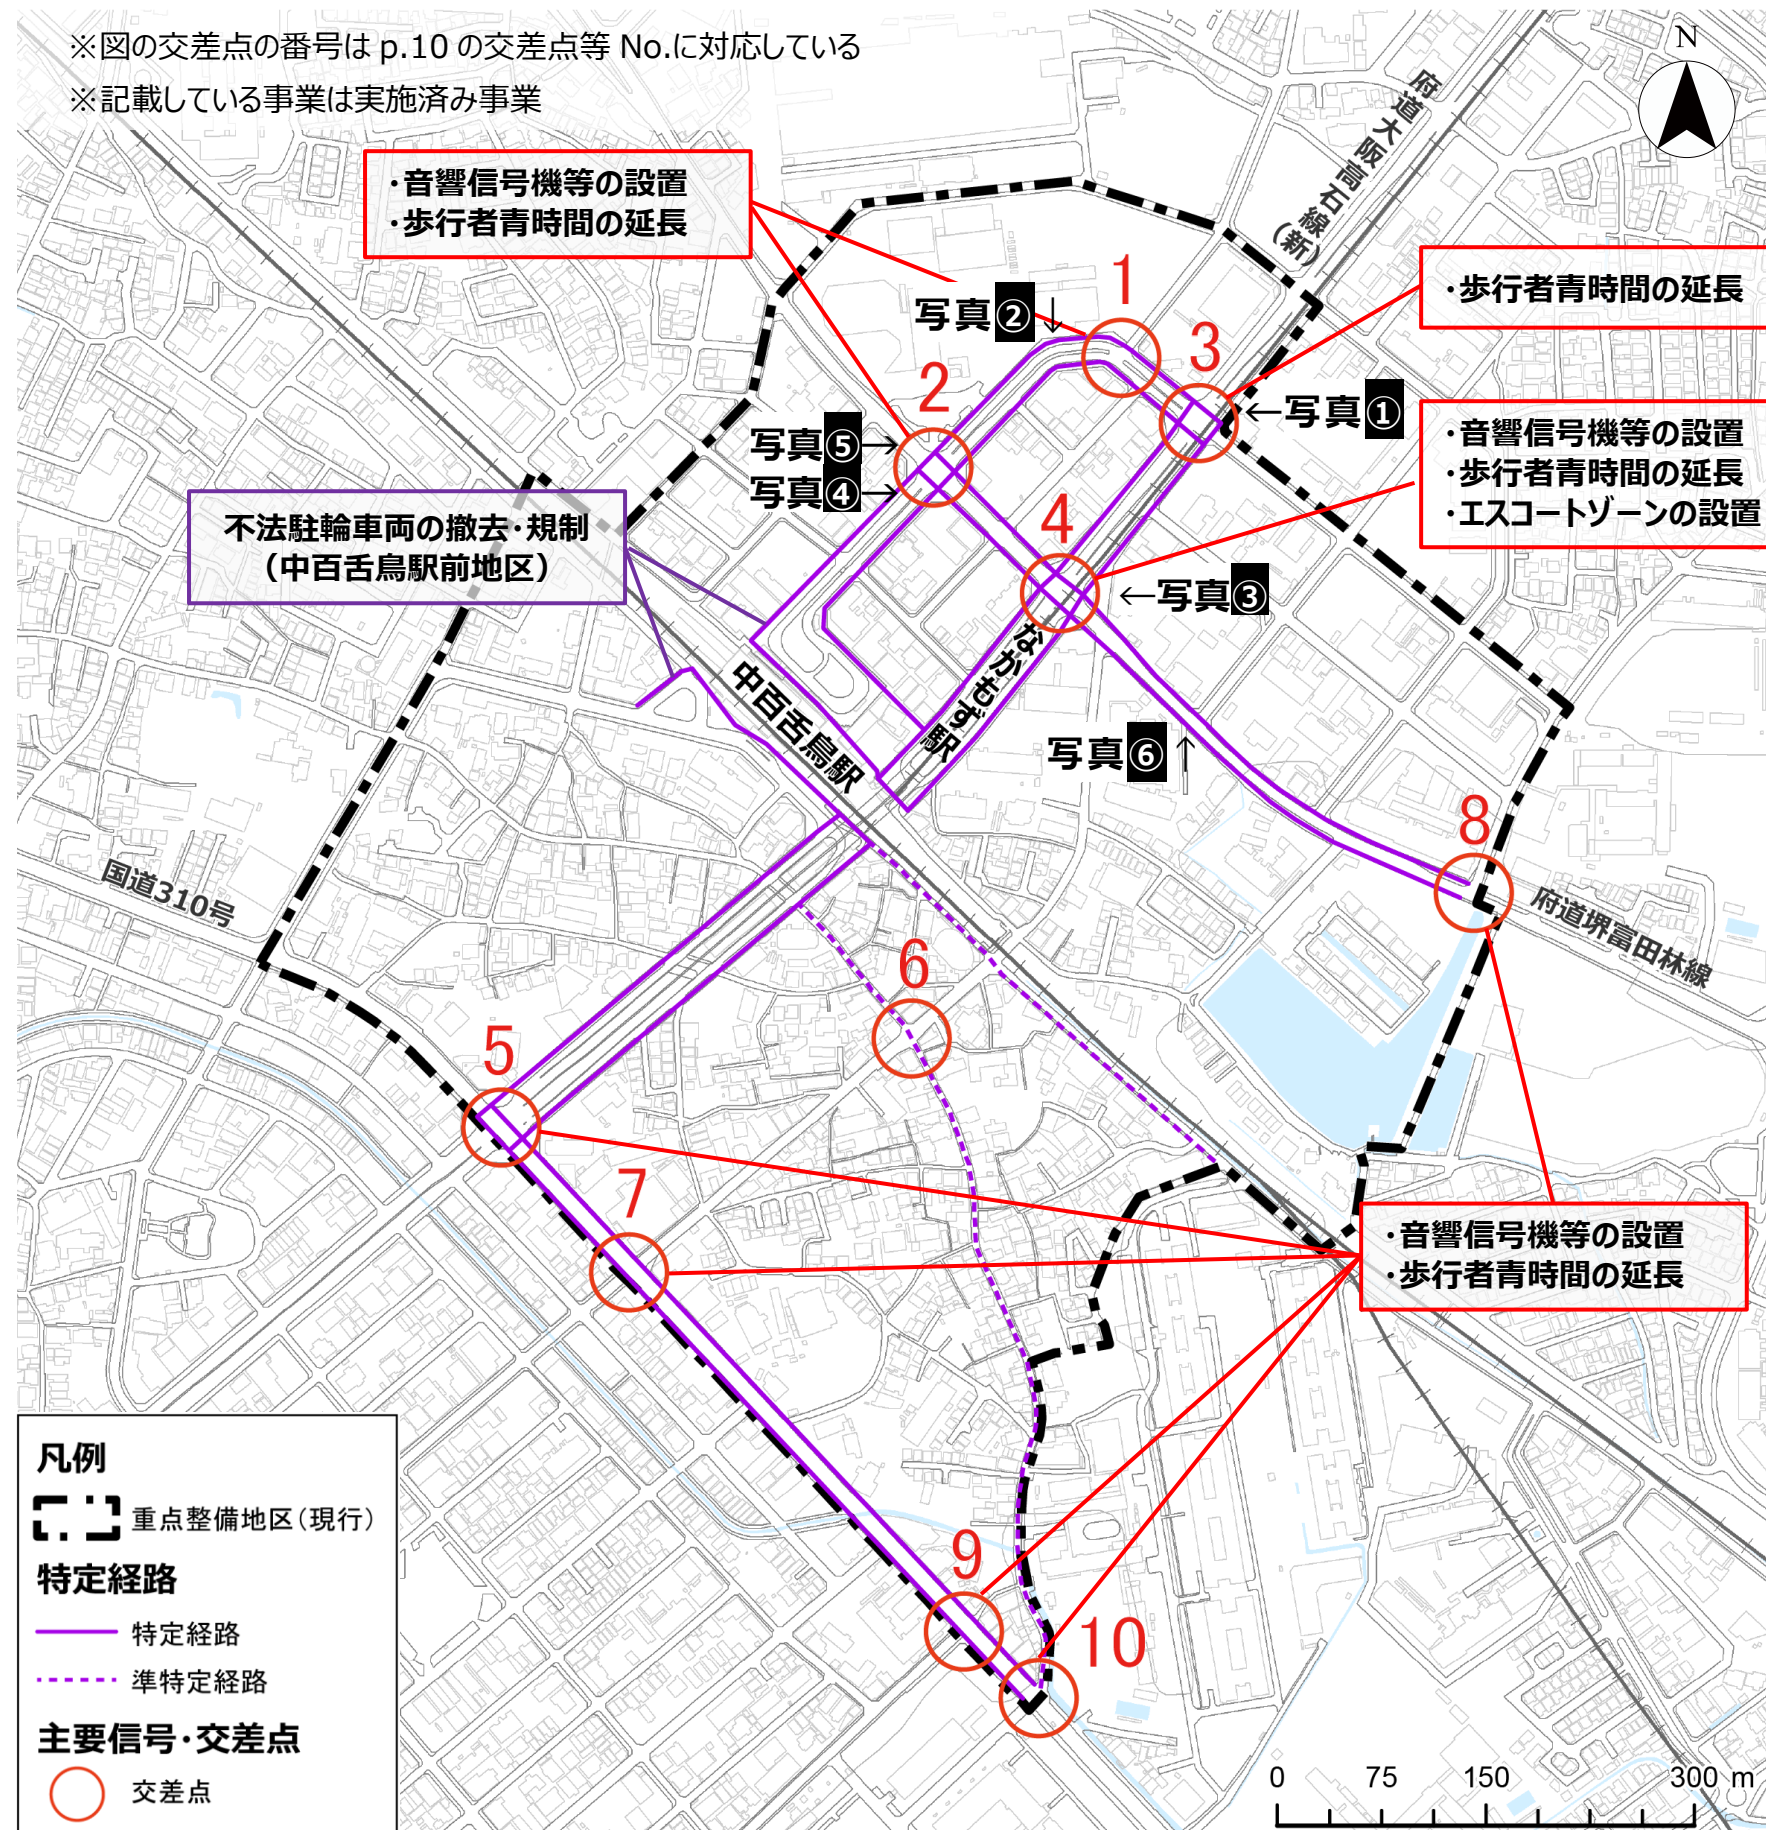 ※図の交差点の番号は p.10 の交差点等 No.に対応している
※記載している事業は実施済み事業
N
府道大阪高石線(新)
・音響信号機等の設置
・歩行者青時間の延長
・歩行者青時間の延長
1
写真②↓
3
2
←写真①
写真⑤→
写真④→
・音響信号機等の設置
・歩行者青時間の延長
・エスコートゾーンの設置
4
不法駐輪車両の撤去・規制
（中百舌鳥駅前地区）
←写真③
なかもず駅
中百舌鳥駅
写真⑥↑
8
国道310号
府道堺富田林線
6
5
7
・音響信号機等の設置
・歩行者青時間の延長
9
10
凡例
重点整備地区(現行)
特定経路
特定経路
準特定経路
主要信号・交差点
交差点
0 75 150 300 m